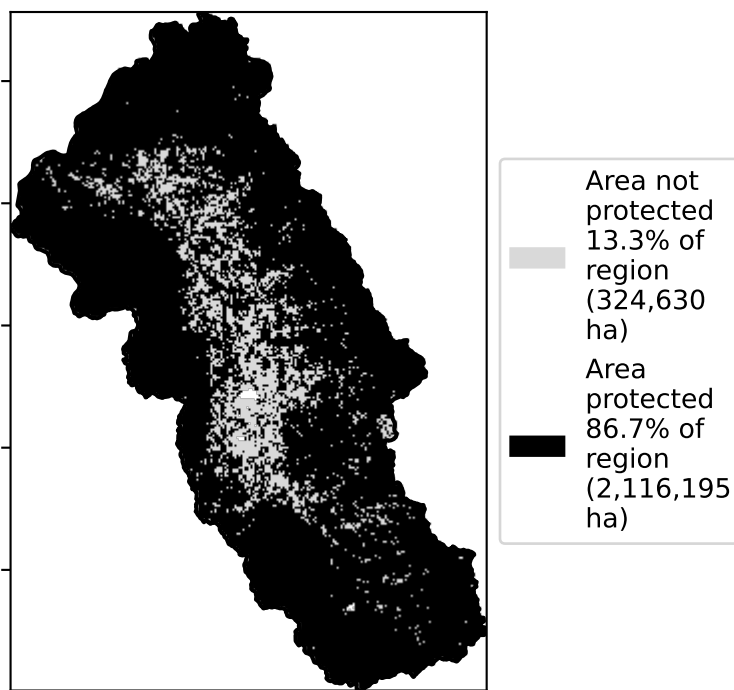 Area not
protected
13.3% of
region
(324,630
ha)
Area
protected
86.7% of
region
(2,116,195
ha)